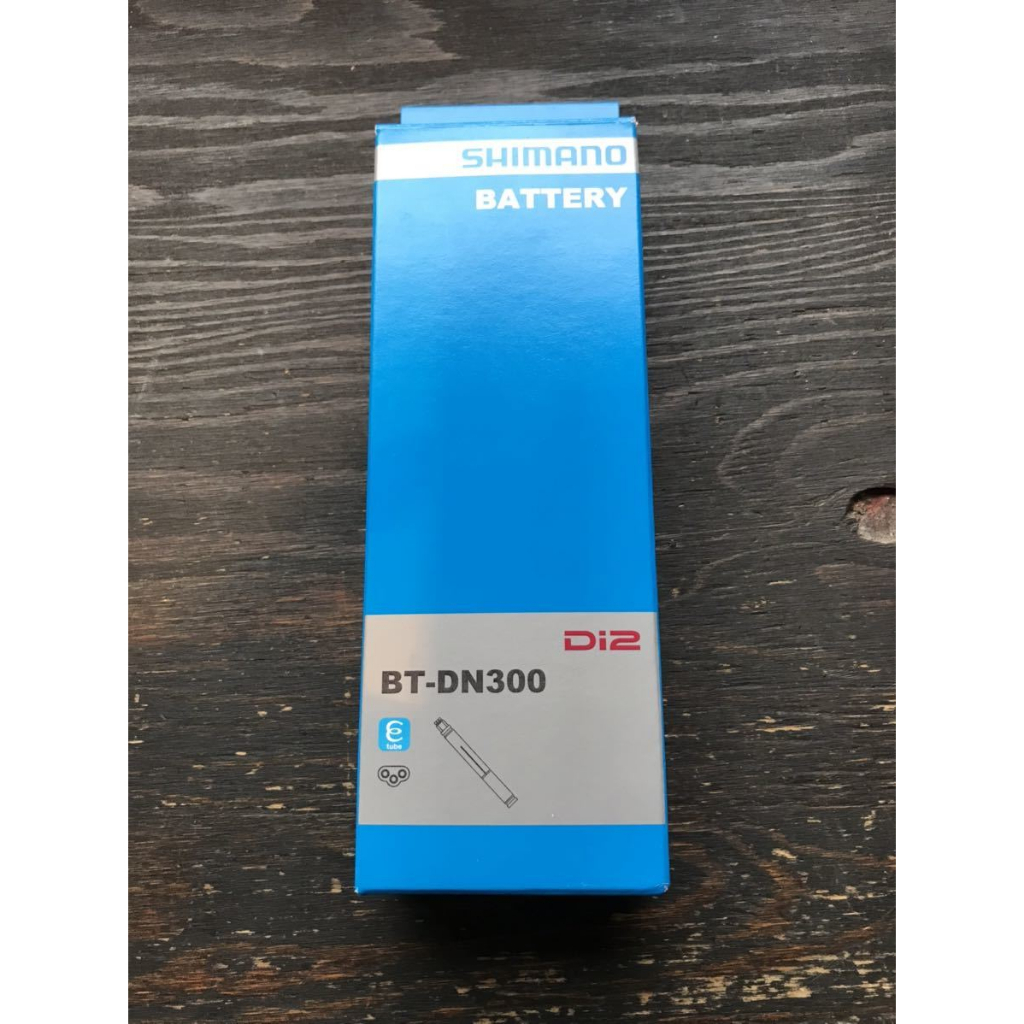 SHIMANO
BATTERY
Di2
BT-DN300
tube